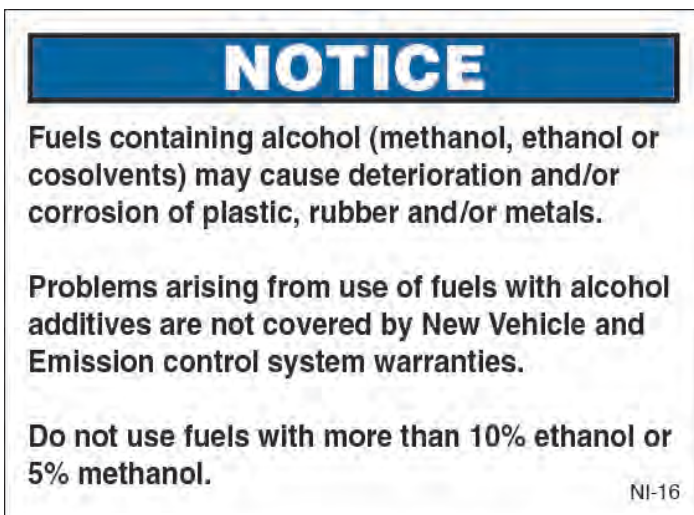 NOTICE
Fuels containing alcohol (methanol, ethanol or
cosolvents) may cause deterioration and/or
corrosion of plastic, rubber and/or metals.
Problems arising from use of fuels with alcohol
additives are not covered by New Vehicle and
Emission control system warranties.
Do not use fuels with more than 10% ethanol or
5% methanol.
NI-16